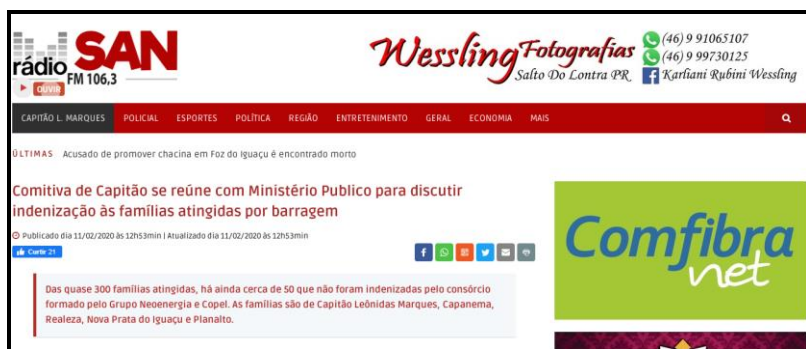 rádio SAN
FM 106,3
OUVIR
Wessling Fotografias
Salto Do Lontra PR
(46) 9 91065107
(46) 9 99730125
Karliani Rubini Wessling
CAPITÃO L. MARQUES POLICIAL ESPORTES POLÍTICA REGIÃO ENTRETENIMENTO GERAL ECONOMIA MAIS
ÚLTIMAS Acusado de promover chacina em Foz do Iguaçu é encontrado morto
Comitiva de Capitão se reúne com Ministério Publico para discutir
indenização às famílias atingidas por barragem
Publicado dia 11/02/2020 às 12h53min | Atualizado dia 11/02/2020 às 12h53min
Curtir 21
Das quase 300 famílias atingidas, há ainda cerca de 50 que não foram indenizadas pelo consórcio
formado pelo Grupo Neoenergia e Copel. As famílias são de Capitão Leônidas Marques, Capanema,
Realeza, Nova Prata do Iguaçu e Planalto.
Comfibra
net